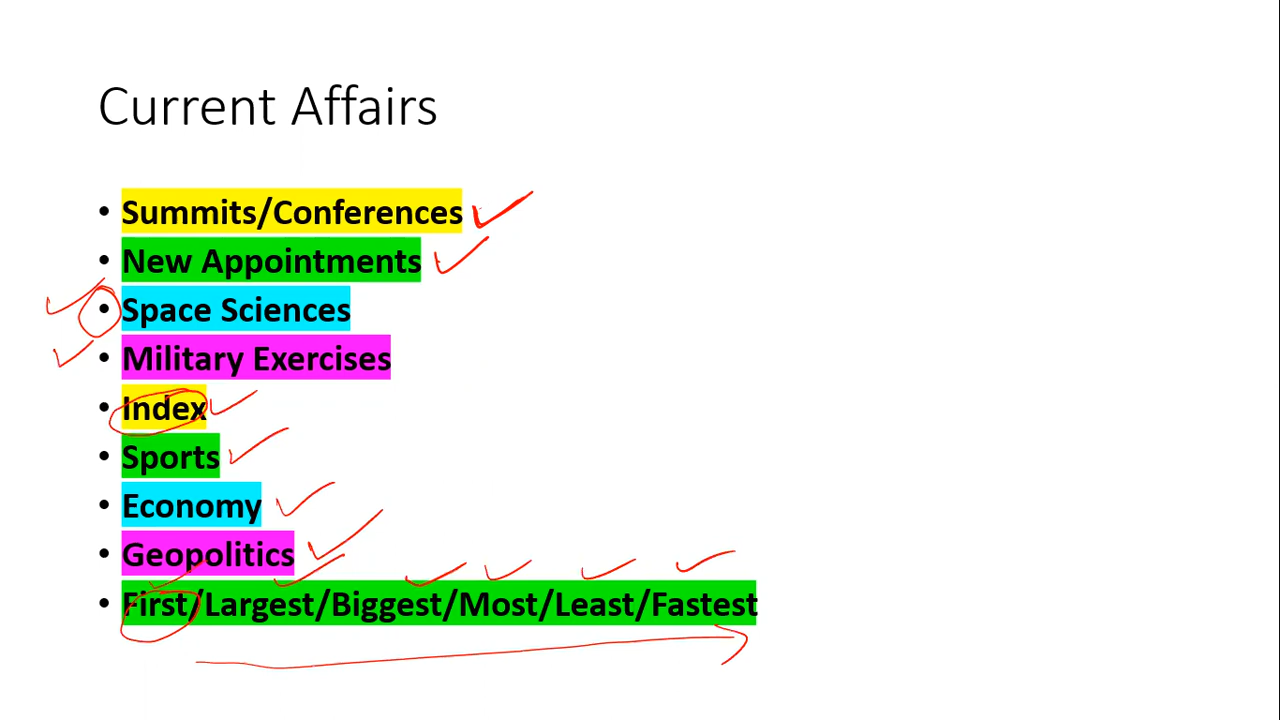 Current Affairs
• Summits/Conferences
• New Appointments
• Space Sciences
• Military Exercises
• Index
• Sports
• Economy
• Geopolitics
• First/Largest/Biggest/Most/Least/Fastest